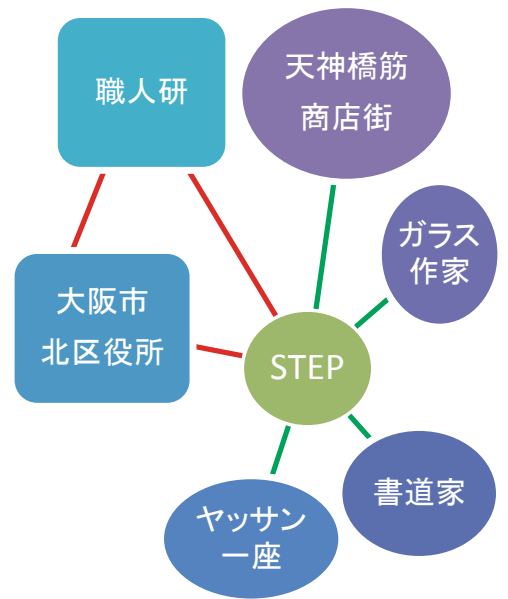 職人研
天神橋筋
商店街
ガラス
作家
大阪市
北区役所
STEP
書道家
ヤッサン
一座